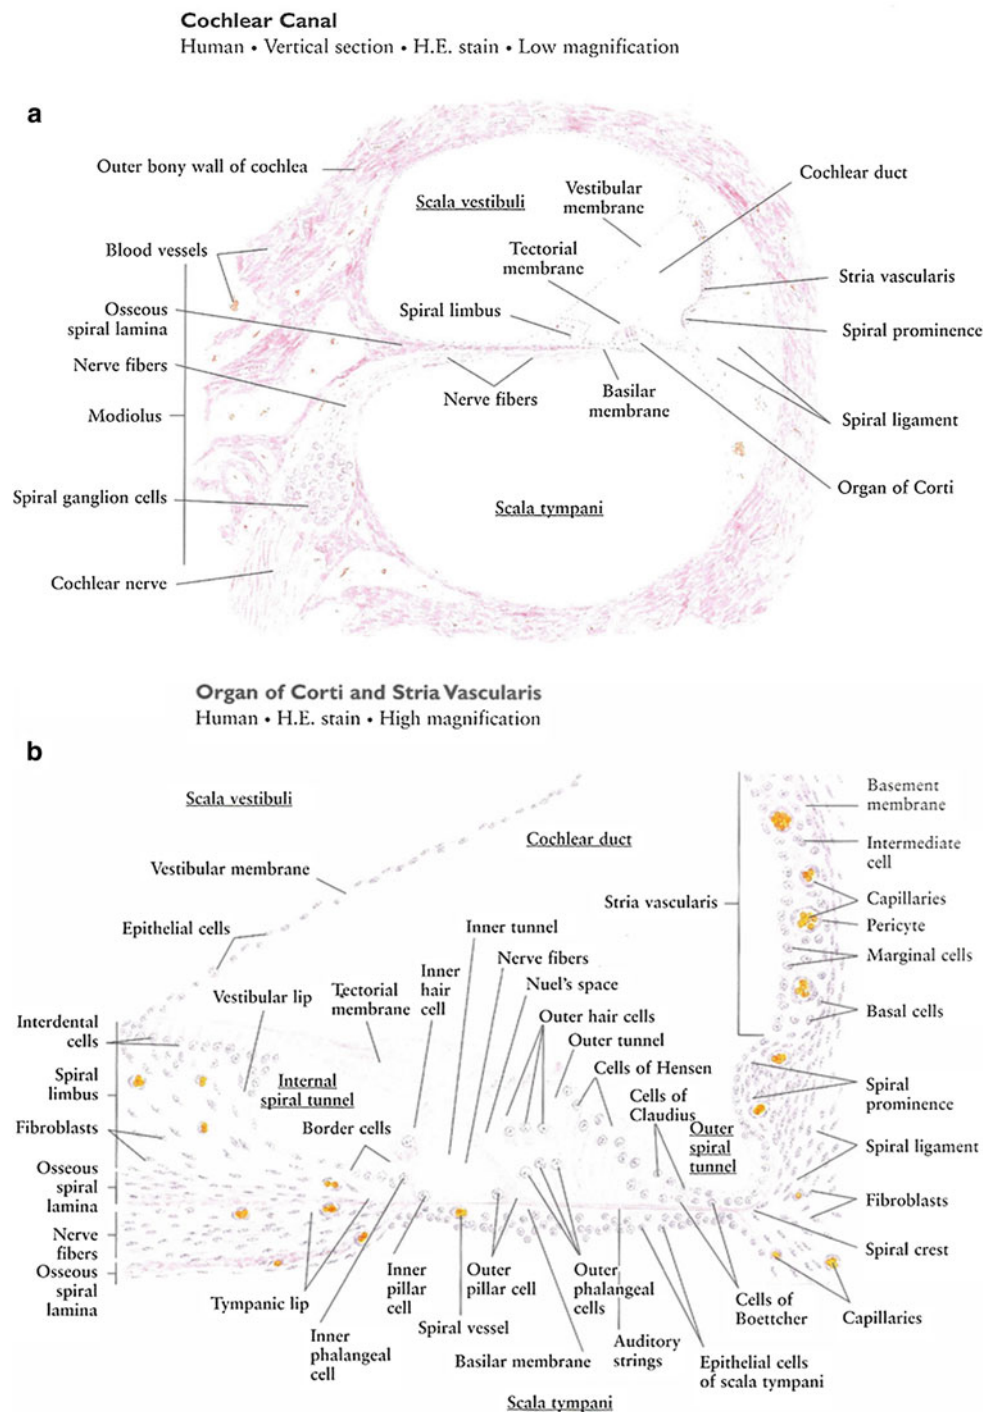 Cochlear Canal
Human • Vertical section • H.E. stain • Low magnification
a
Outer bony wall of cochlea
Scala vestibuli
Vestibular
membrane
Cochlear duct
Blood vessels
Tectorial
membrane
Stria vascularis
Osseous
spiral lamina
Spiral limbus
Spiral prominence
Nerve fibers
Nerve fibers
Basilar
membrane
Modiolus
Spiral ligament
Spiral ganglion cells
Scala tympani
Organ of Corti
Cochlear nerve
Organ of Corti and Stria Vascularis
Human • H.E. stain • High magnification
b
Scala vestibuli
Basement
membrane
Cochlear duct
Intermediate
cell
Vestibular membrane
Stria vascularis
Capillaries
Pericyte
Epithelial cells
Inner tunnel
Marginal cells
Nerve fibers
Inner
hair
cell
Nuel's space
Vestibular lip
Tectorial
membrane
Basal cells
Interdental
cells
Outer hair cells
Outer tunnel
Cells of Hensen
Spiral
limbus
Internal
spiral tunnel
Cells of
Claudius
Spiral
prominence
Fibroblasts
Border cells
Outer
spiral
tunnel
Spiral ligament
Osseous
spiral
lamina
Fibroblasts
Nerve
fibers
Spiral crest
Osseous
spiral
lamina
Tympanic lip
Inner
pillar
cell
Outer
pillar cell
Outer
phalangeal
cells
Cells of
Boettcher
Capillaries
Inner
phalangeal
cell
Spiral vessel
Basilar membrane
Auditory
strings
Epithelial cells
of scala tympani
Scala tympani